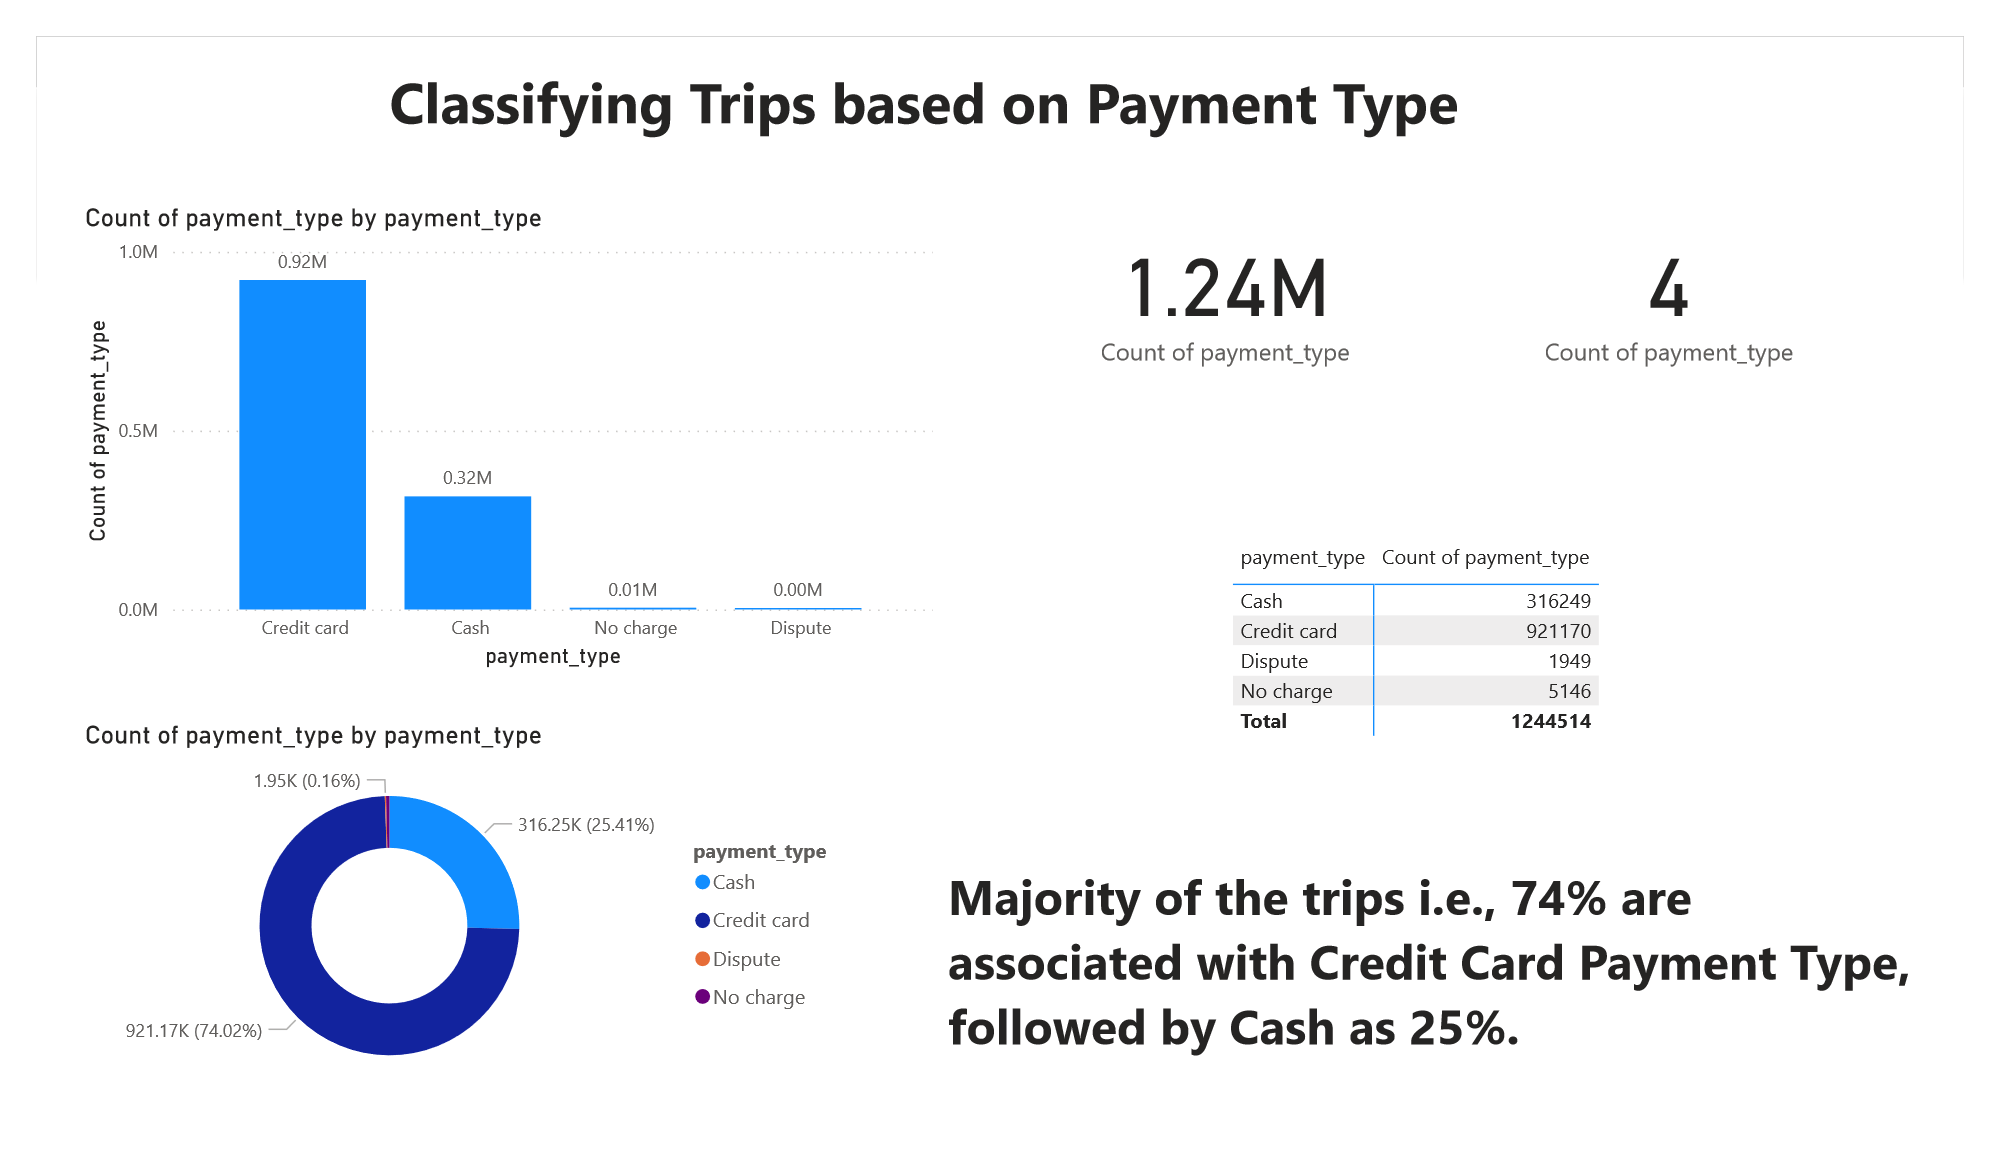 Classifying Trips based on Payment Type
Count of payment_type by payment_type
1.0M
0.5M
0.0M
Count of payment_type
0.92M
0.32M
0.01M
0.00M
Credit card
Cash
No charge
Dispute
payment_type
1.24M
Count of payment_type
4
Count of payment_type
payment_type Count of payment_type
Cash 316249
Credit card 921170
Dispute 1949
No charge 5146
Total 1244514
Count of payment_type by payment_type
1.95K (0.16%)
316.25K (25.41%)
921.17K (74.02%)
payment_type
Cash
Credit card
Dispute
No charge
Majority of the trips i.e., 74% are
associated with Credit Card Payment Type,
followed by Cash as 25%.